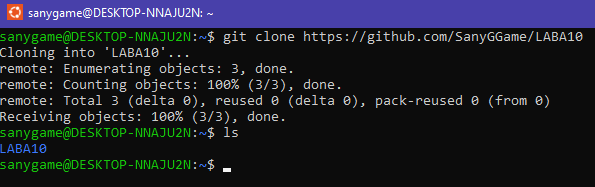 sanygame@DESKTOP-NNAJU2N: ~
sanygame@DESKTOP-NNAJU2N:~$ git clone https://github.com/SanyGGame/LABA10
Cloning into 'LABA10'...
remote: Enumerating objects: 3, done.
remote: Counting objects: 100% (3/3), done.
remote: Total 3 (delta 0), reused 0 (delta 0), pack-reused 0 (from 0)
Receiving objects: 100% (3/3), done.
sanygame@DESKTOP-NNAJU2N:~$ ls
LABA10
sanygame@DESKTOP-NNAJU2N:~$